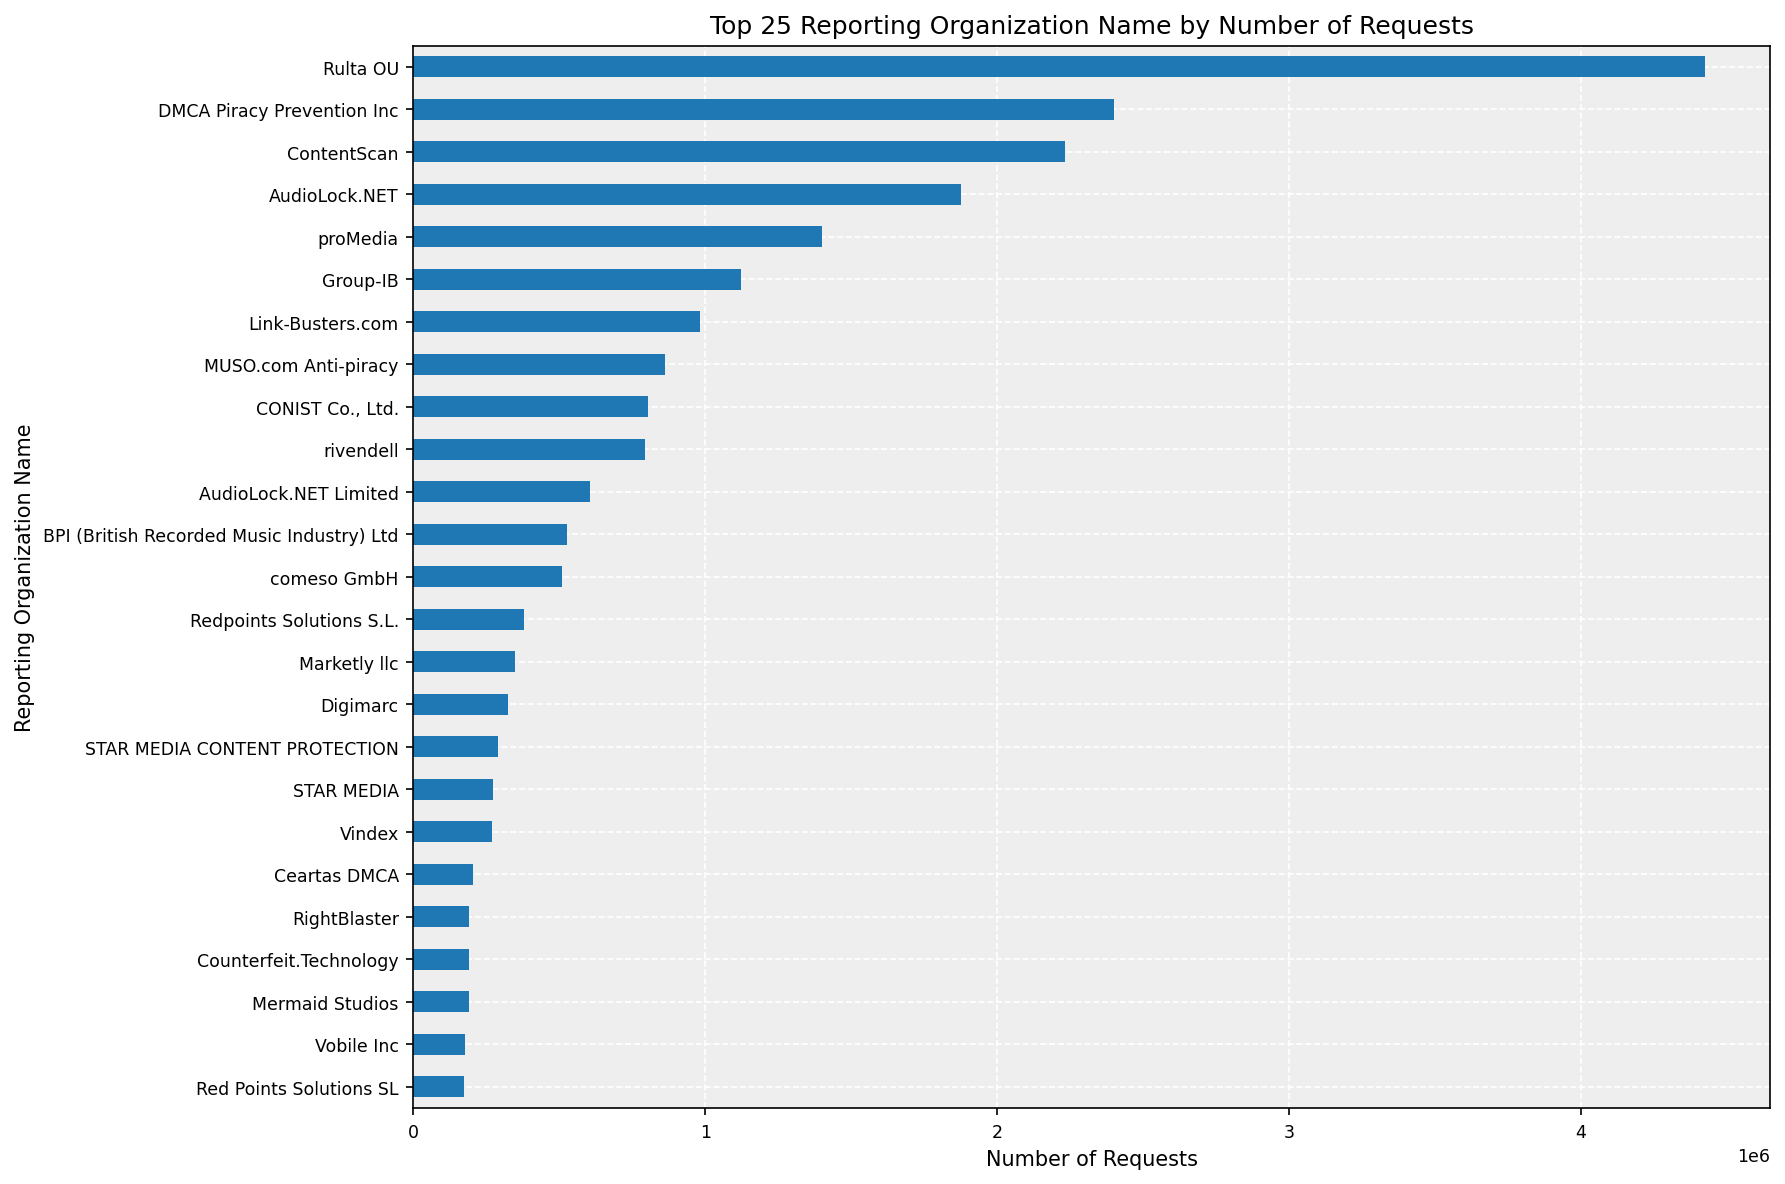 Top 25 Reporting Organization Name by Number of Requests
Reporting Organization Name
Rulta OU
DMCA Piracy Prevention Inc
ContentScan
AudioLock.NET
proMedia
Group-IB
Link-Busters.com
MUSO.com Anti-piracy
CONIST Co., Ltd.
rivendell
AudioLock.NET Limited
BPI (British Recorded Music Industry) Ltd
comeso GmbH
Redpoints Solutions S.L.
Marketly llc
Digimarc
STAR MEDIA CONTENT PROTECTION
STAR MEDIA
Vindex
Ceartas DMCA
RightBlaster
Counterfeit.Technology
Mermaid Studios
Vobile Inc
Red Points Solutions SL
0 1 2 3 4
1e6
Number of Requests